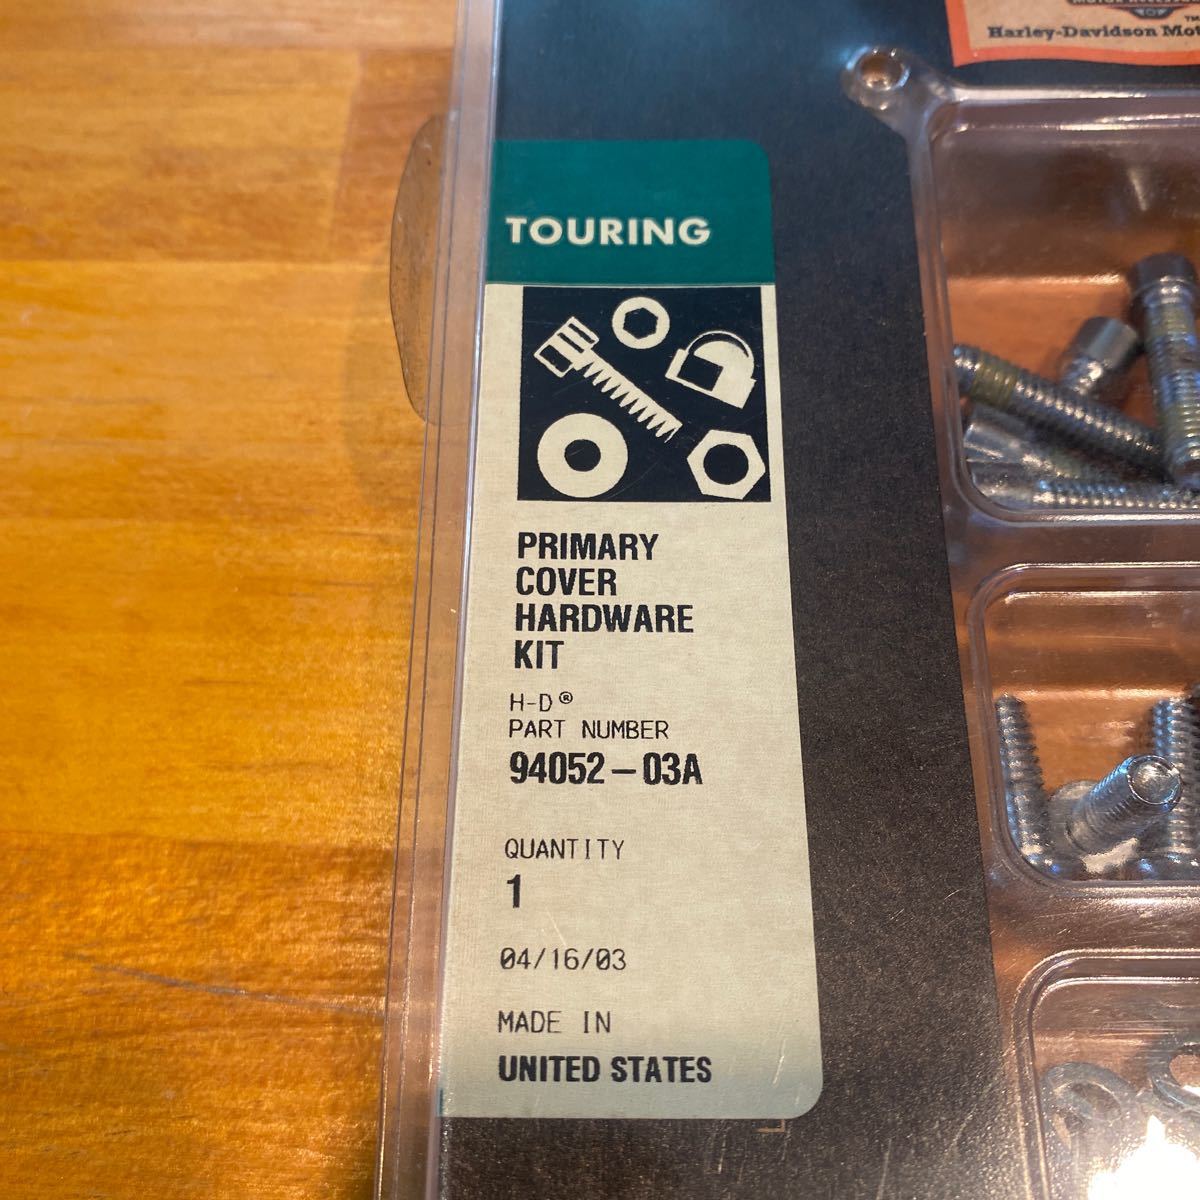 Harley-Davidson
TOURING
PRIMARY
COVER
HARDWARE
KIT
H-D®
PART NUMBER
94052-03A
QUANTITY
1
04/16/03
MADE IN
UNITED STATES